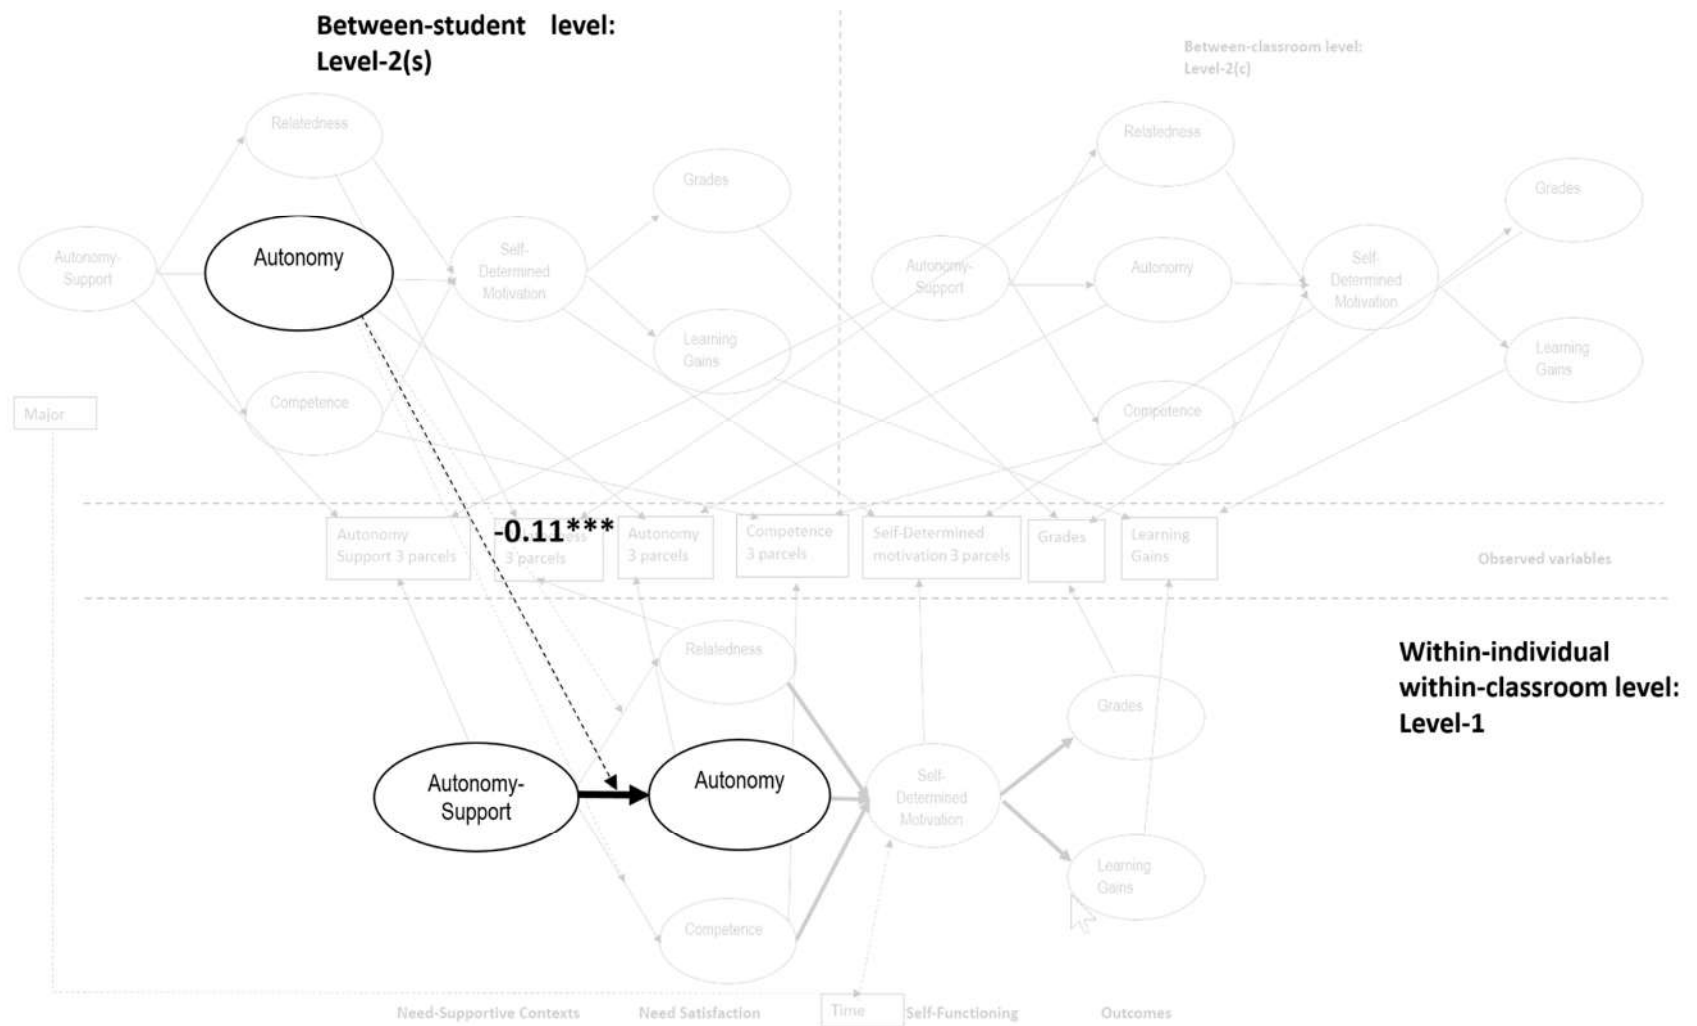 Between-student level:
Level-2(s)
Between-classroom level:
Level-2(c)
Relatedness
Autonomy-
Support
Autonomy
Competence
Self-
Determined
Motivation
Grades
Learning
Gains
Relatedness
Autonomy-
Support
Autonomy
Competence
Self-
Determined
Motivation
Grades
Learning
Gains
Major
Autonomy
Support 3 parcels
-0.11***
3 parcels
Autonomy
3 parcels
Competence
3 parcels
Self-Determined
motivation 3 parcels
Grades
Learning
Gains
Observed variables
Within-individual
within-classroom level:
Level-1
Relatedness
Autonomy-
Support
Autonomy
Competence
Self-
Determined
Motivation
Grades
Learning
Gains
Need-Supportive Contexts
Need Satisfaction
Time
Self-Functioning
Outcomes